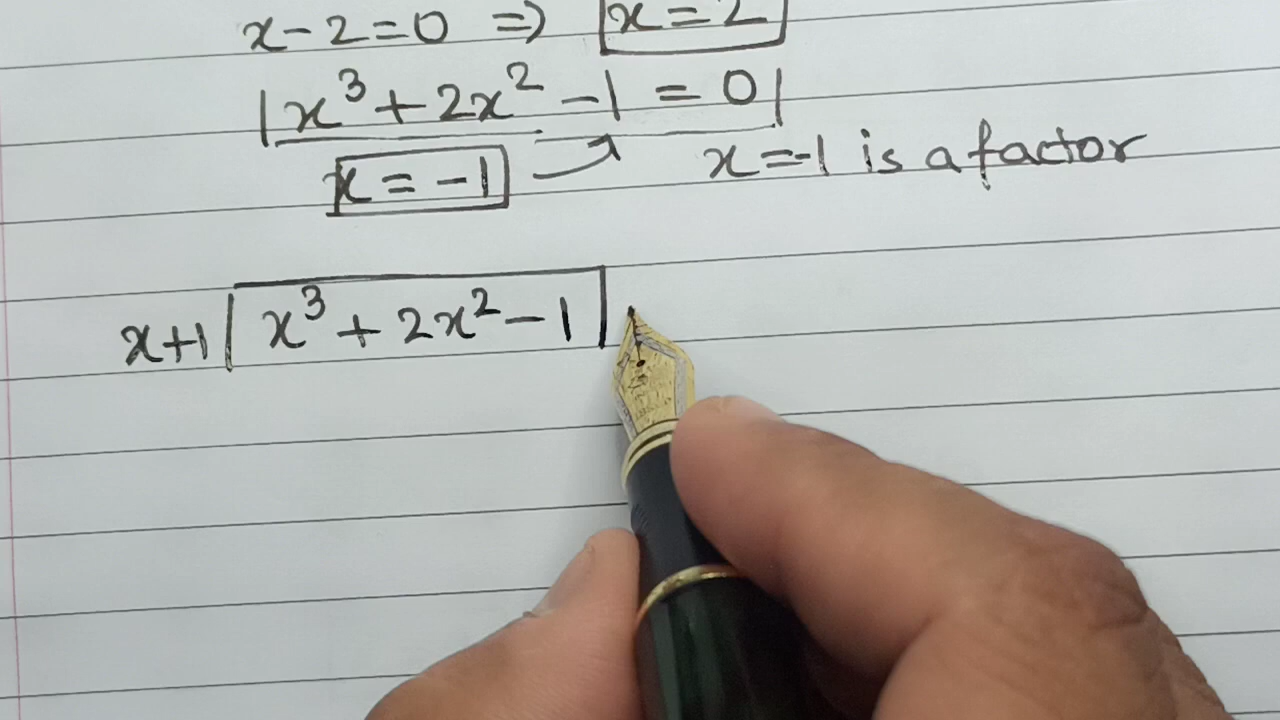 x-2=0 ⇒ x=2
|x³+2x²-1=0|
x=-1 x=-1 is a factor
x+1 x³+2x²-1